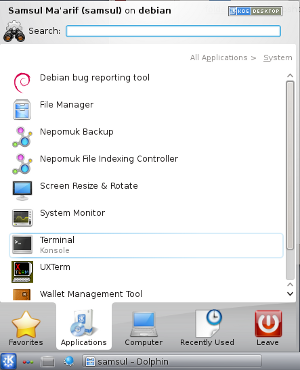 Samsul Ma'arif (samsul) on debian
KDE DESKTOP
Search:
All Applications > System
Debian bug reporting tool
File Manager
Nepomuk Backup
Nepomuk File Indexing Controller
Screen Resize & Rotate
System Monitor
Terminal
Konsole
UXTerm
Wallet Management Tool
Favorites Applications Computer Recently Used Leave
samsul – Dolphin